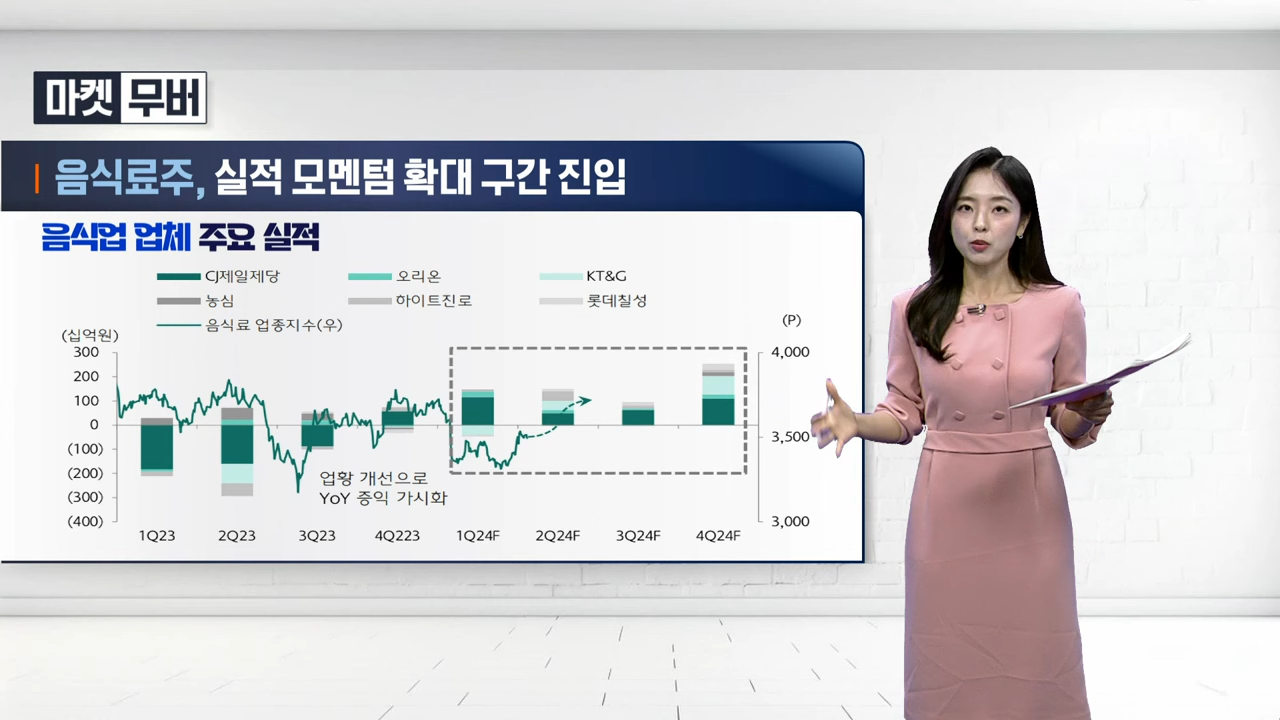 마켓 무버
음식료주, 실적 모멘텀 확대 구간 진입
음식업 업체 주요 실적
CJ제일제당 오리온 KT&G
농심 하이트진로 롯데칠성
음식료 업종지수(우)
(십억원) (P)
300 4,000
200
100
0 3,500
(100)
(200)
(300)
(400) 3,000
업황 개선으로
YoY 증익 가시화
1Q23 2Q23 3Q23 4Q223 1Q24F 2Q24F 3Q24F 4Q24F